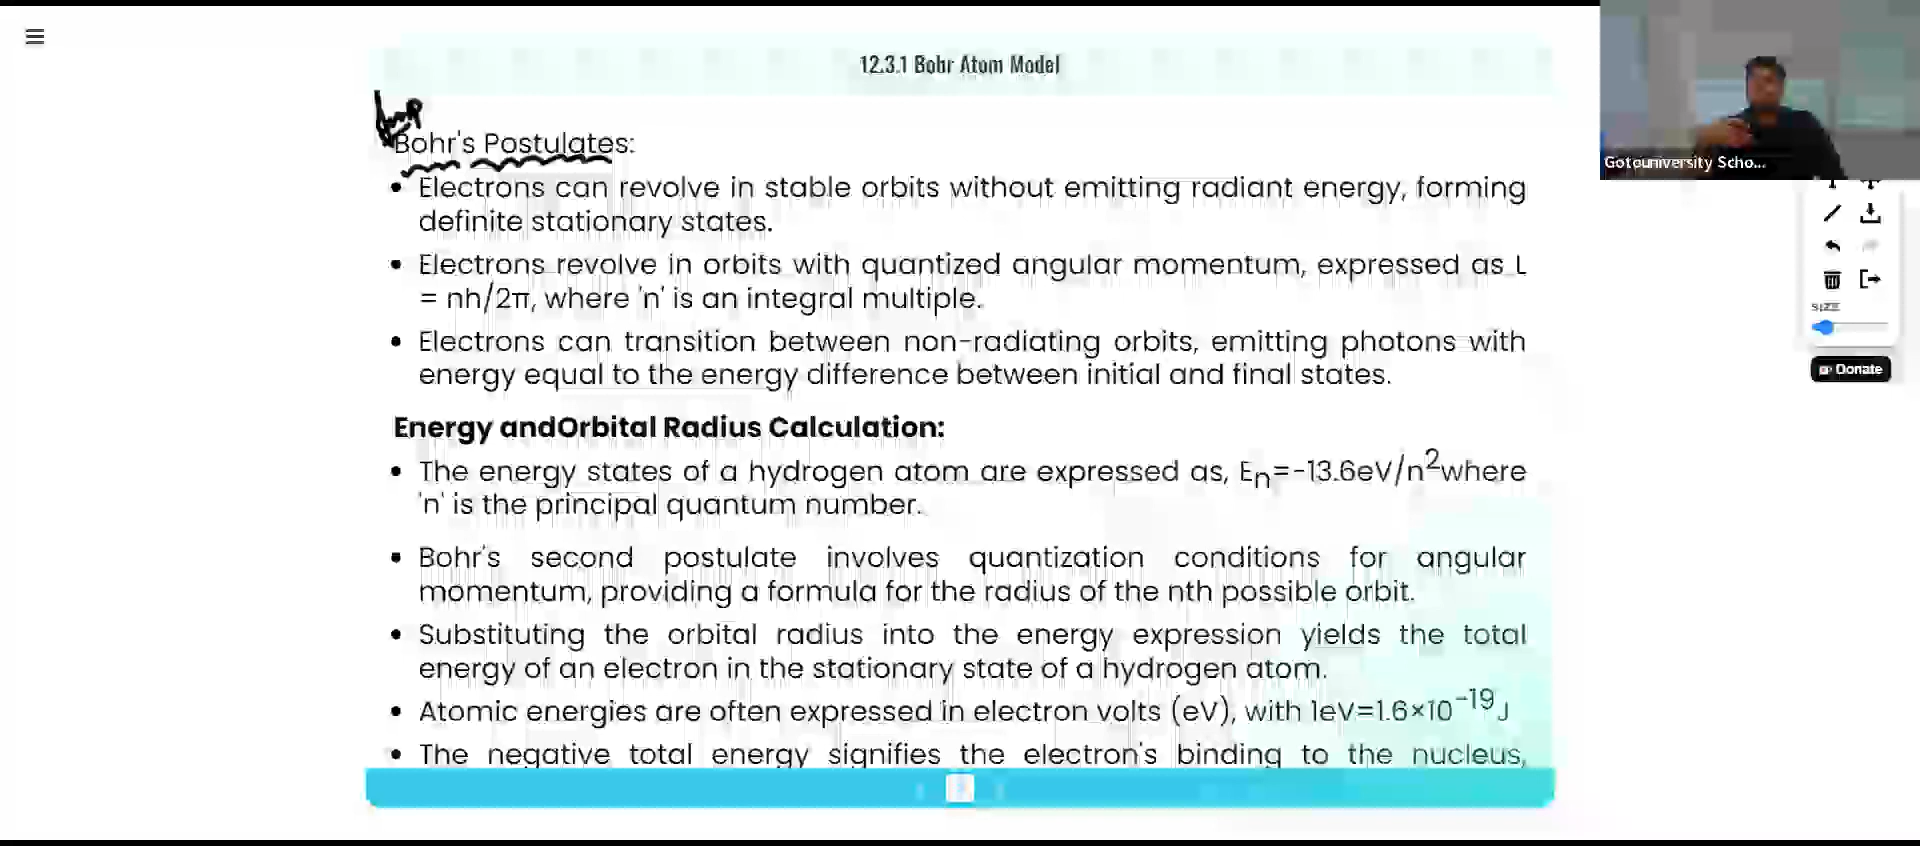 12.3.1 Bohr Atom Model
Gotouniversity Scho...
Imp
Bohr's Postulates:
• Electrons can revolve in stable orbits without emitting radiant energy, forming
definite stationary states.
• Electrons revolve in orbits with quantized angular momentum, expressed as L
= nh/2π, where 'n' is an integral multiple.
• Electrons can transition between non-radiating orbits, emitting photons with
energy equal to the energy difference between initial and final states.
Energy andOrbital Radius Calculation:
• The energy states of a hydrogen atom are expressed as, Eₙ=-13.6eV/n² where
'n' is the principal quantum number.
• Bohr's second postulate involves quantization conditions for angular
momentum, providing a formula for the radius of the nth possible orbit.
• Substituting the orbital radius into the energy expression yields the total
energy of an electron in the stationary state of a hydrogen atom.
• Atomic energies are often expressed in electron volts (eV), with 1eV=1.6×10⁻¹⁹J
• The negative total energy signifies the electron's binding to the nucleus,
SIZE
Donate